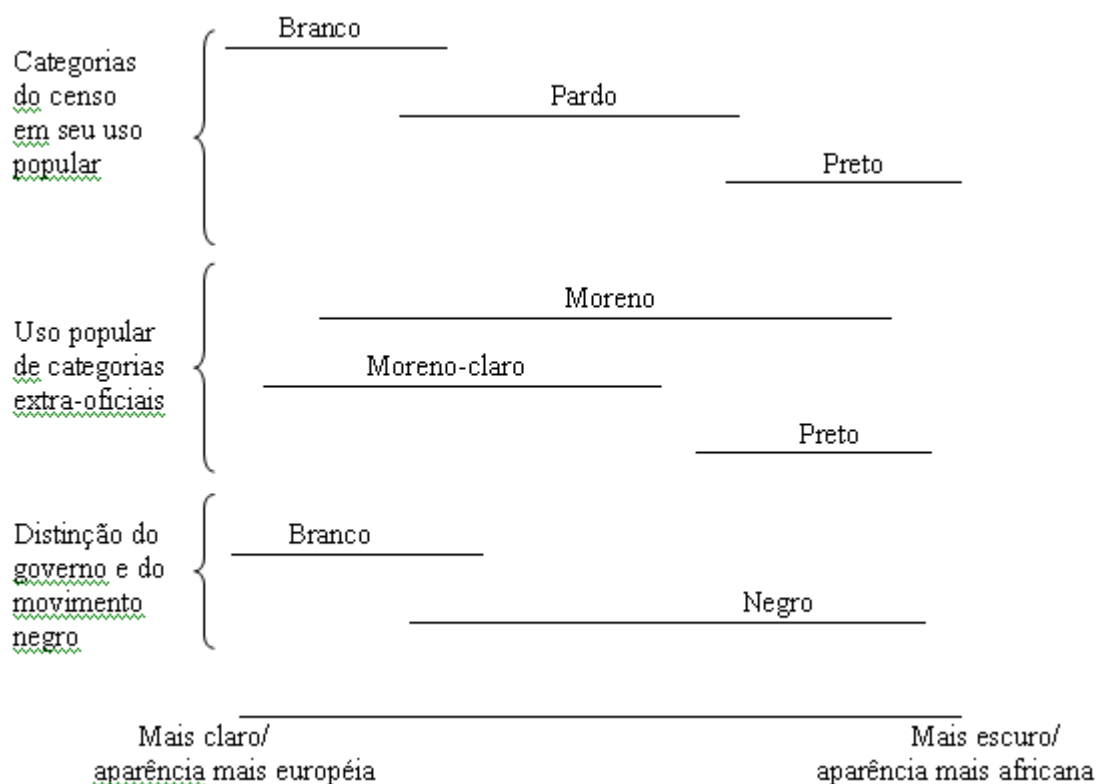 Categorias
do censo
em seu uso
popular
Branco
Pardo
Preto
Uso popular
de categorias
extra-oficiais
Moreno
Moreno-claro
Preto
Distinção do
governo e do
movimento
negro
Branco
Negro
Mais claro/
aparência mais européia
Mais escuro/
aparência mais africana